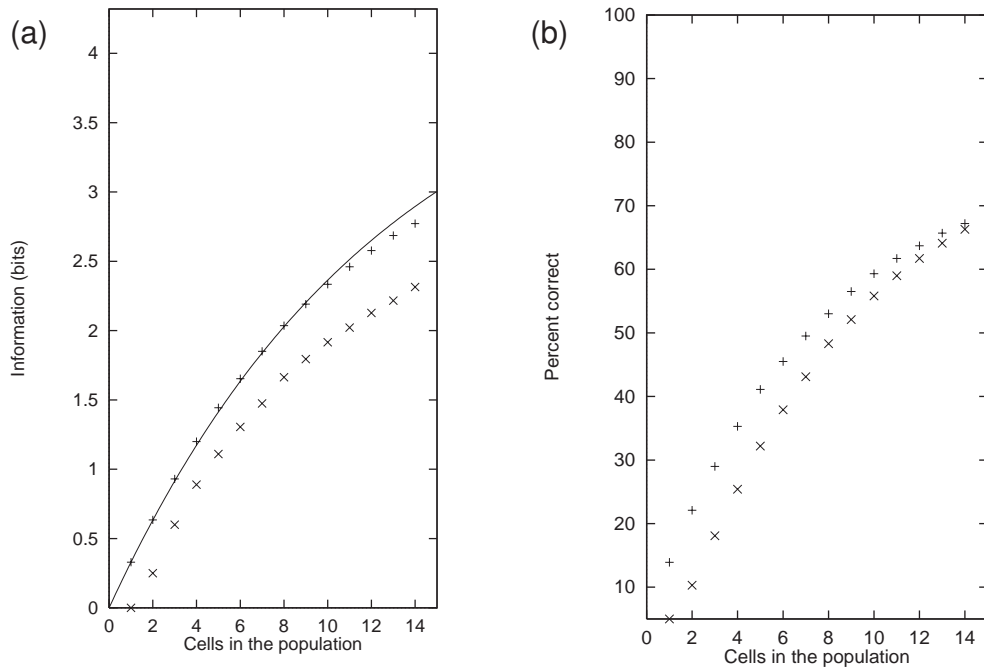 (a)
4
3.5
3
2.5
2
1.5
1
0.5
0
0 2 4 6 8 10 12 14
Information (bits)
Cells in the population
(b)
100
90
80
70
60
50
40
30
20
10
0 2 4 6 8 10 12 14
Percent correct
Cells in the population